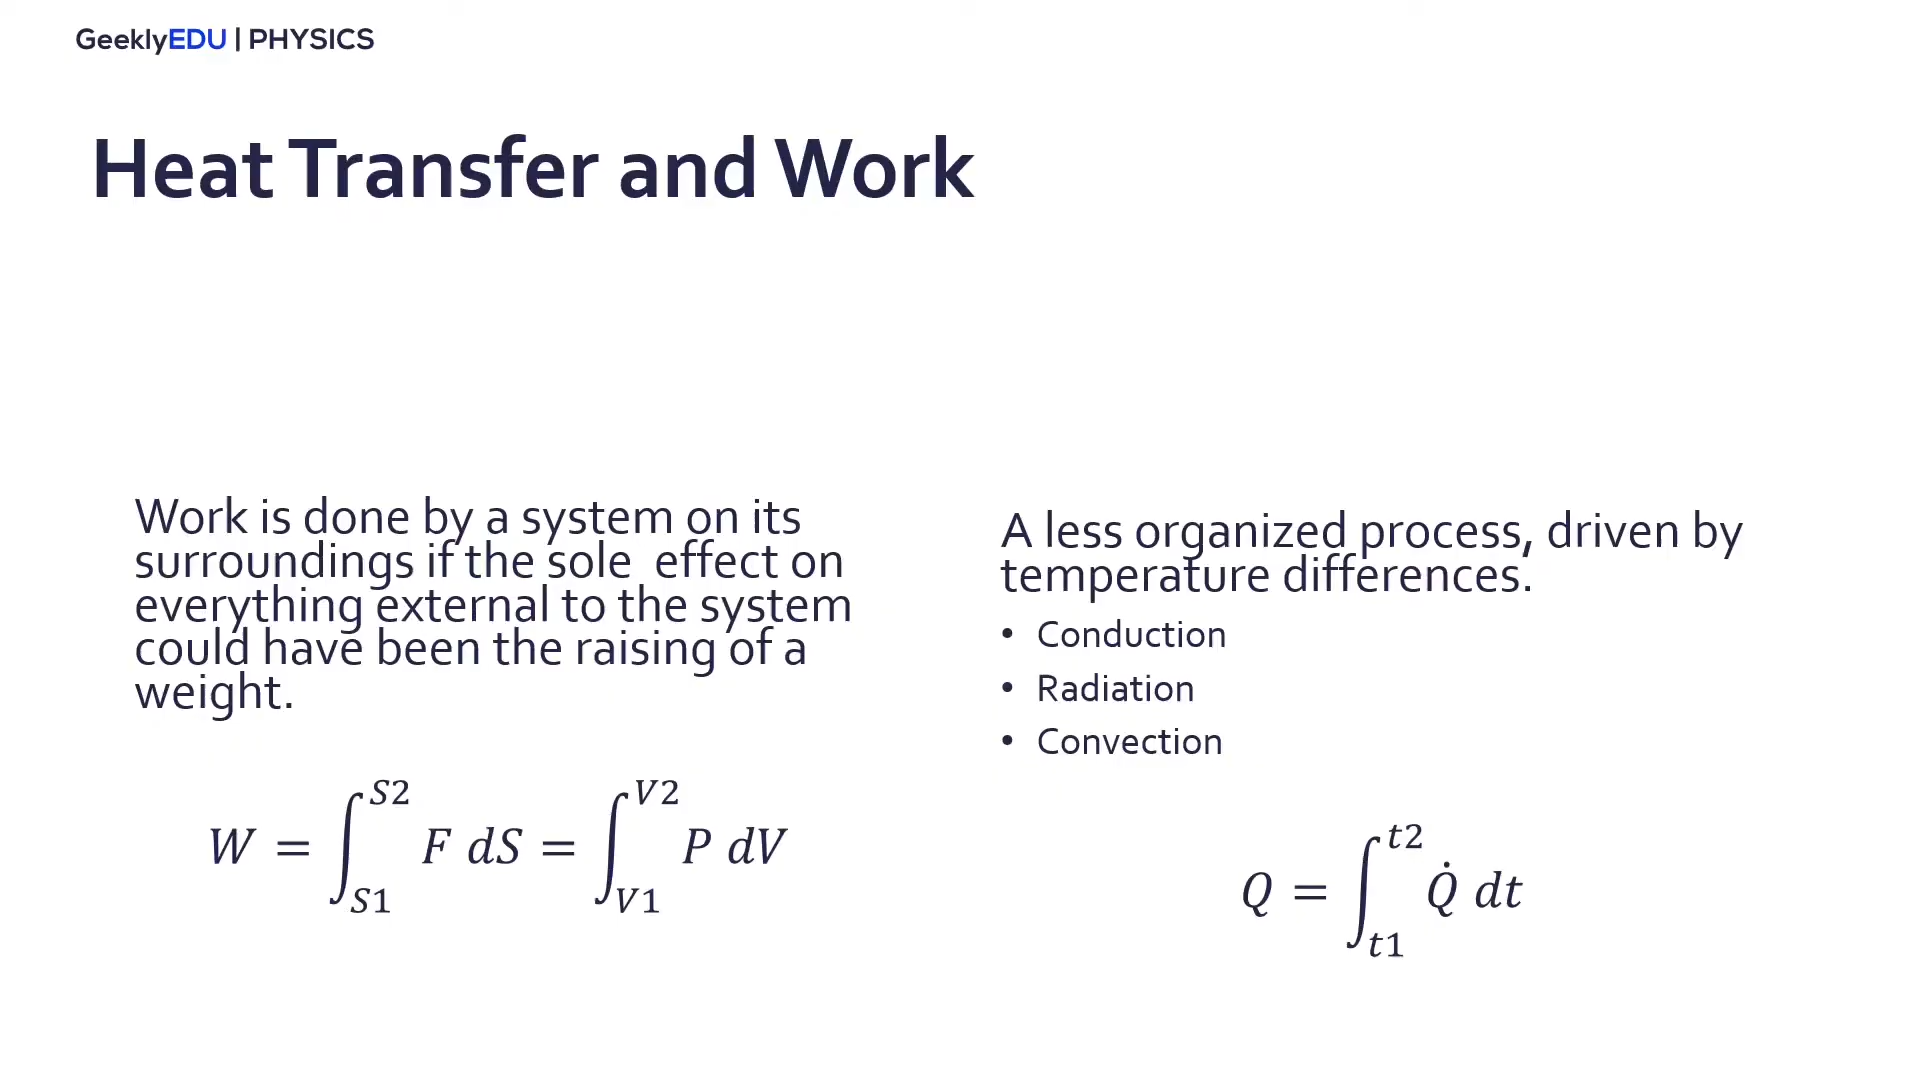 GeeklyEDU | PHYSICS
Heat Transfer and Work
Work is done by a system on its
surroundings if the sole  effect on
everything external to the system
could have been the raising of a
weight.
W = ∫_{S1}^{S2} F dS = ∫_{V1}^{V2} P dV
A less organized process, driven by
temperature differences.
• Conduction
• Radiation
• Convection
Q = ∫_{t1}^{t2} Q̇ dt